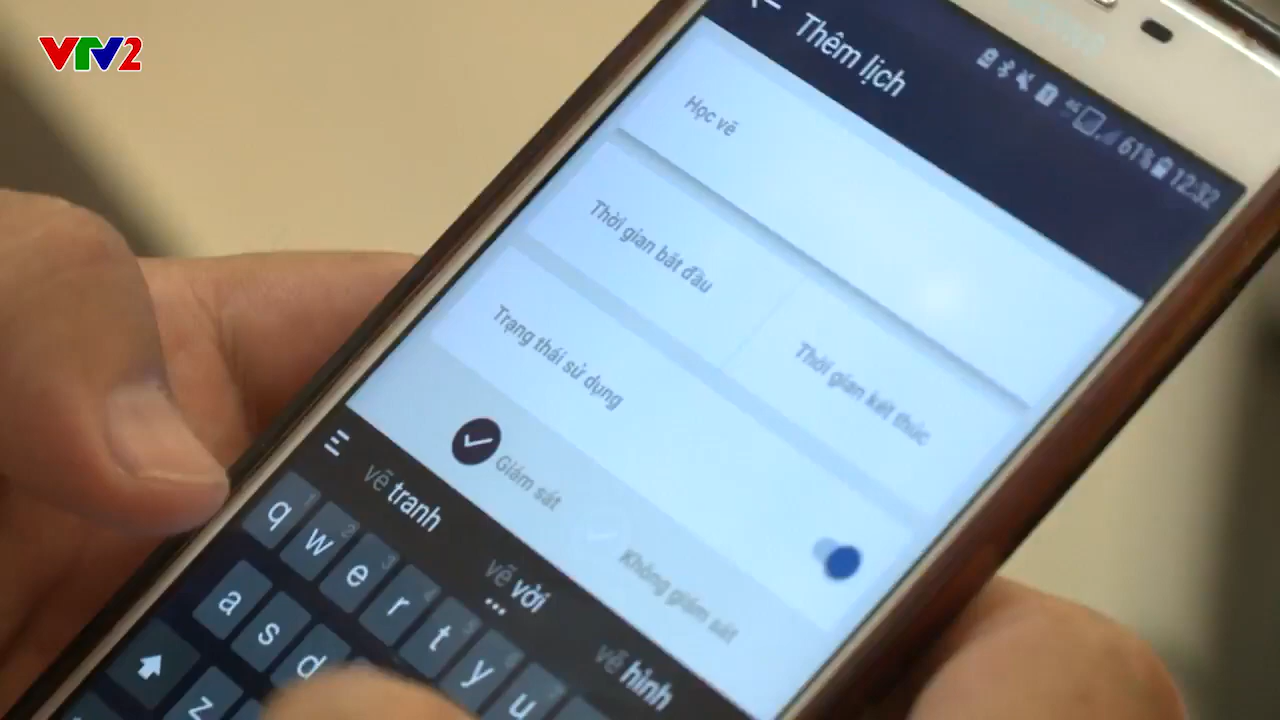 VTV2
Thêm lịch
61% 12:32
Học vẽ
Thời gian bắt đầu
Thời gian kết thúc
Trạng thái sử dụng
Giám sát
Không giám sát
vẽ tranh
vẽ vời
vẽ hình
q w e r t y u
a s d
z